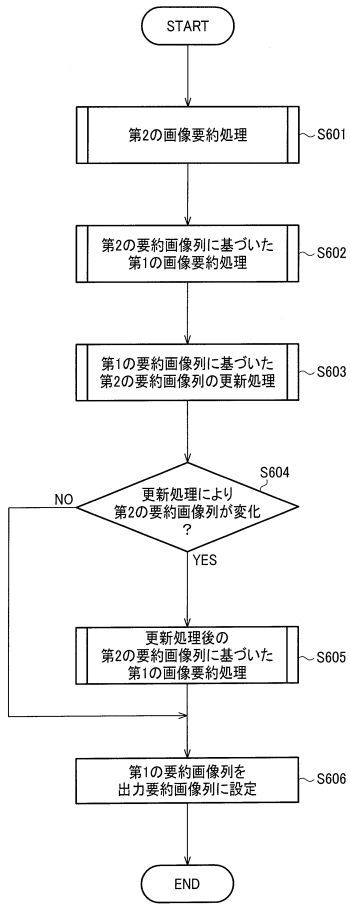 START
第2の画像要約処理
S601
第2の要約画像列に基づいた
第1の画像要約処理
S602
第1の要約画像列に基づいた
第2の要約画像列の更新処理
S603
S604
更新処理により
第2の要約画像列が変化
?
NO
YES
更新処理後の
第2の要約画像列に基づいた
第1の画像要約処理
S605
第1の要約画像列を
出力要約画像列に設定
S606
END